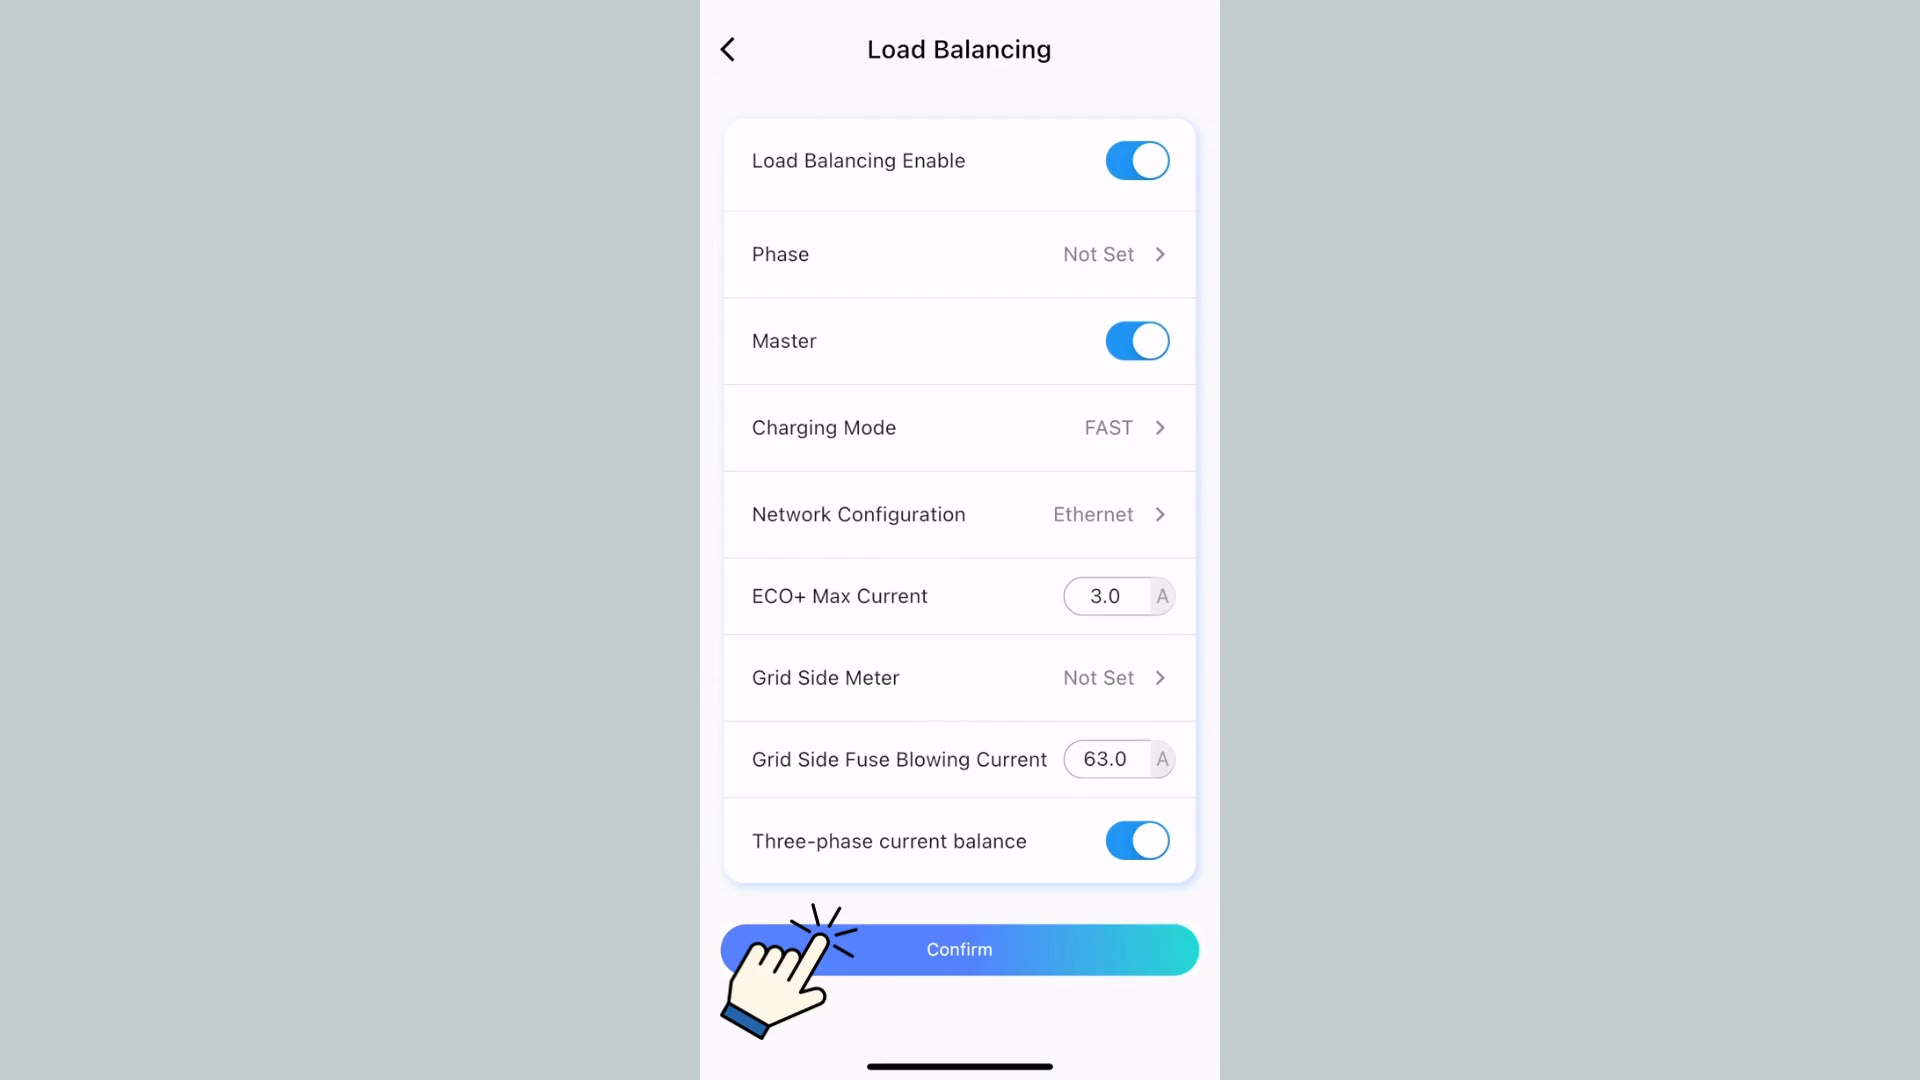 Load Balancing
Load Balancing Enable
Phase Not Set
Master
Charging Mode FAST
Network Configuration Ethernet
ECO+ Max Current 3.0 A
Grid Side Meter Not Set
Grid Side Fuse Blowing Current 63.0 A
Three-phase current balance
Confirm